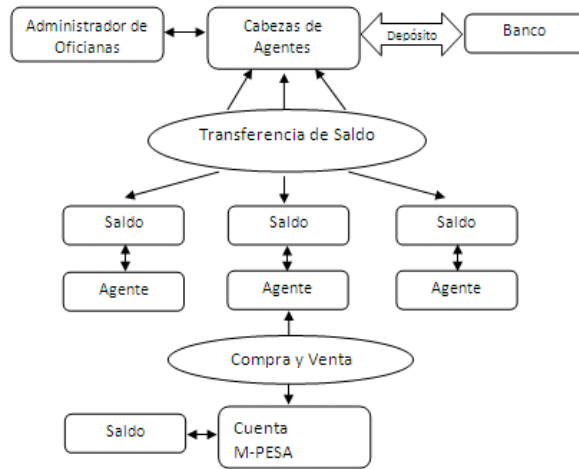 Administrador de
Oficianas
Cabezas de
Agentes
Depósito
Banco
Transferencia de Saldo
Saldo
Saldo
Saldo
Agente
Agente
Agente
Compra y Venta
Saldo
Cuenta
M-PESA